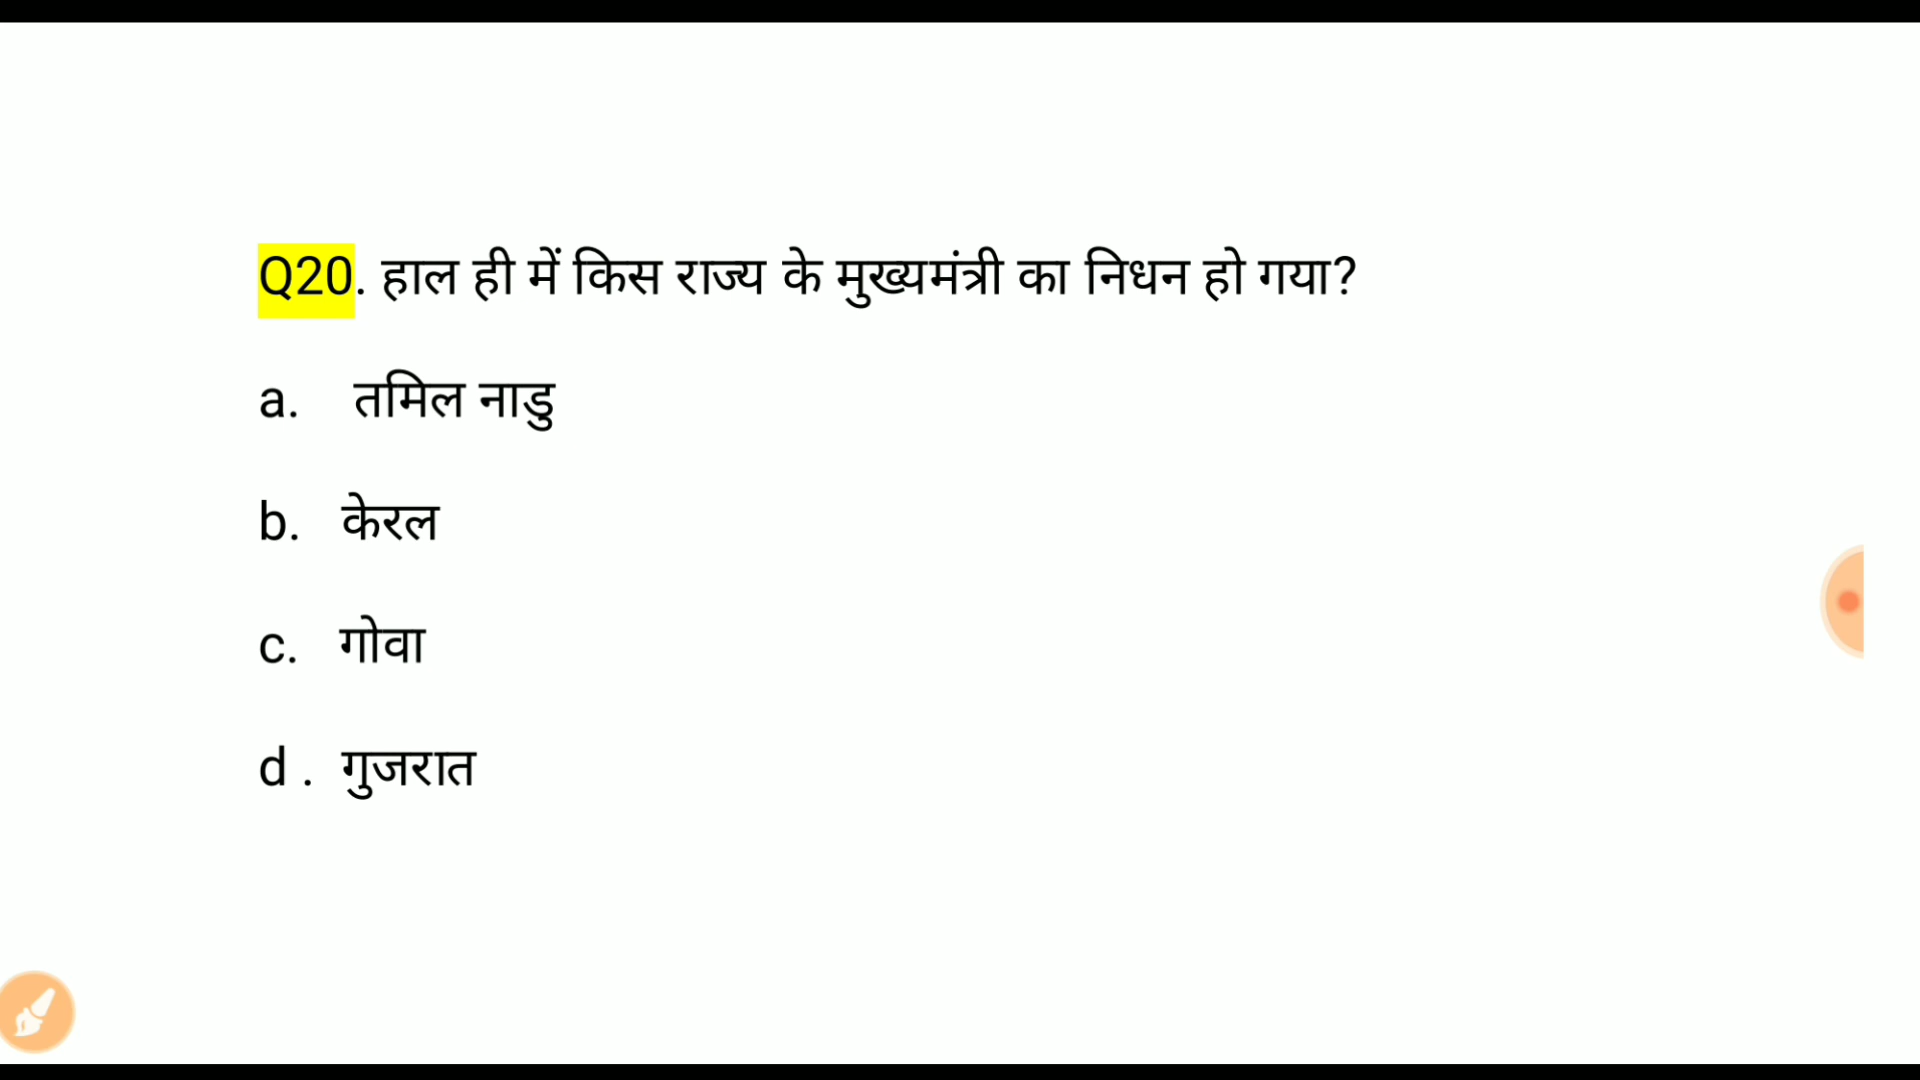 Q20. हाल ही में किस राज्य के मुख्यमंत्री का निधन हो गया?
a. तमिल नाडु
b. केरल
c. गोवा
d . गुजरात